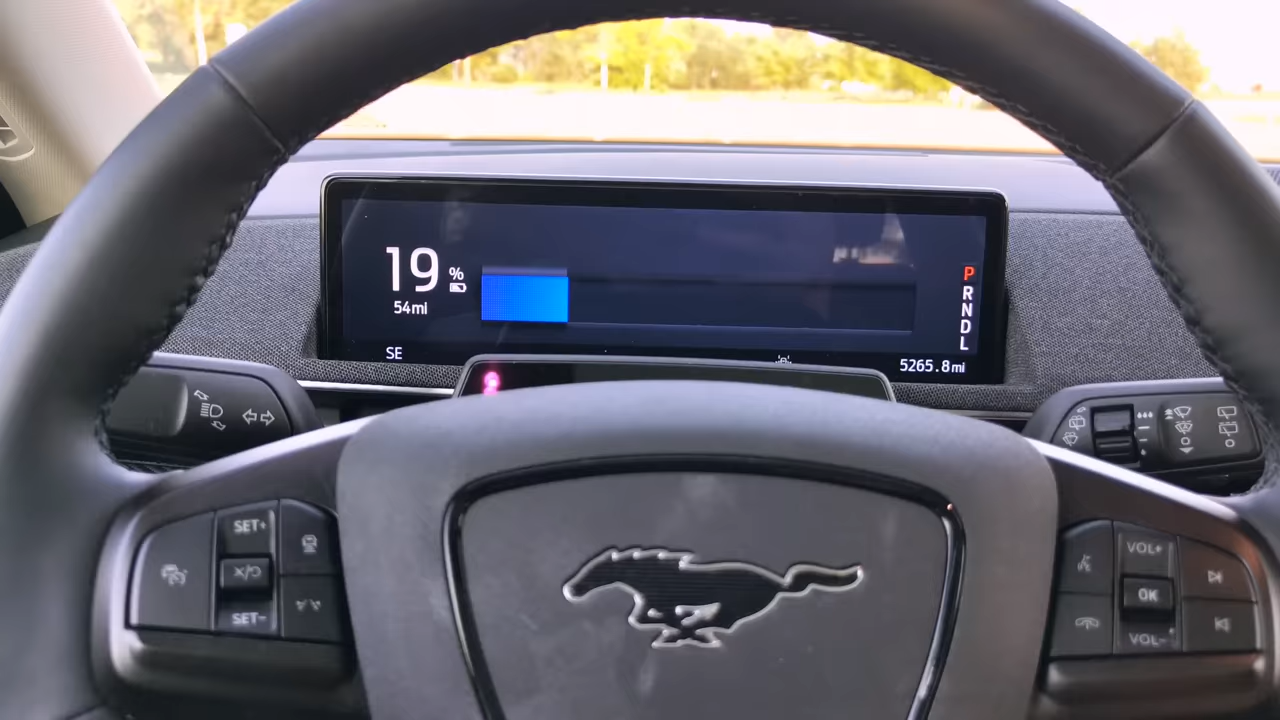 19 %
54mi
P
R
N
D
L
SE
5265.8mi
SET+
SET-
VOL+
OK
VOL-